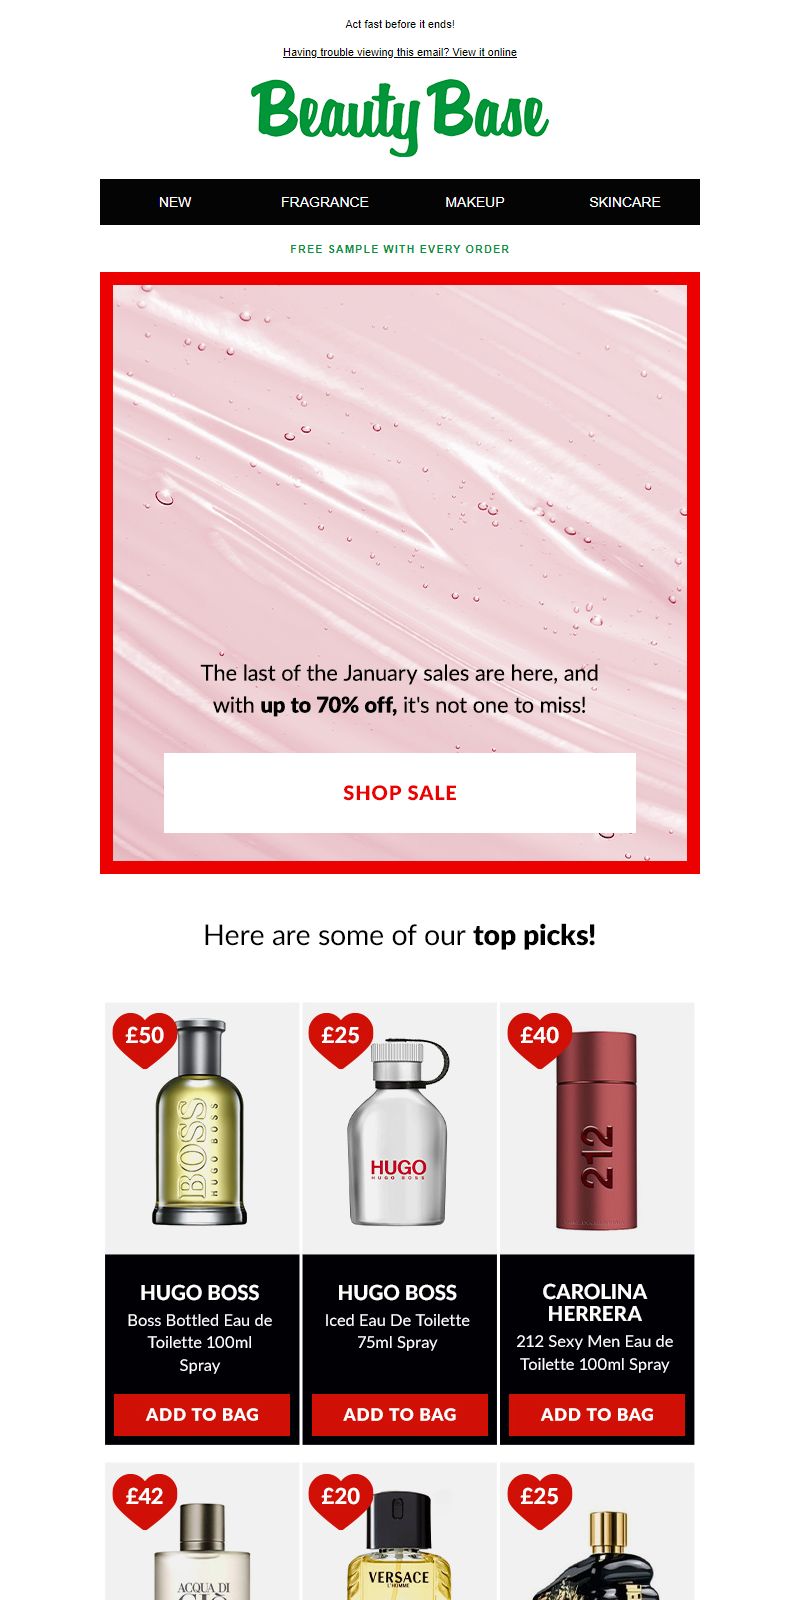 Act fast before it ends!
Having trouble viewing this email? View it online
Beauty Base
NEW FRAGRANCE MAKEUP SKINCARE
FREE SAMPLE WITH EVERY ORDER
The last of the January sales are here, and
with up to 70% off, it's not one to miss!
SHOP SALE
Here are some of our top picks!
£50
BOSS
HUGO BOSS
£25
HUGO
HUGO BOSS
£40
212
HUGO BOSS
Boss Bottled Eau de
Toilette 100ml
Spray
ADD TO BAG
HUGO BOSS
Iced Eau De Toilette
75ml Spray
ADD TO BAG
CAROLINA
HERRERA
212 Sexy Men Eau de
Toilette 100ml Spray
ADD TO BAG
£42
ACQUA DI
GIÒ
£20
VERSACE
L'HOMME
£25